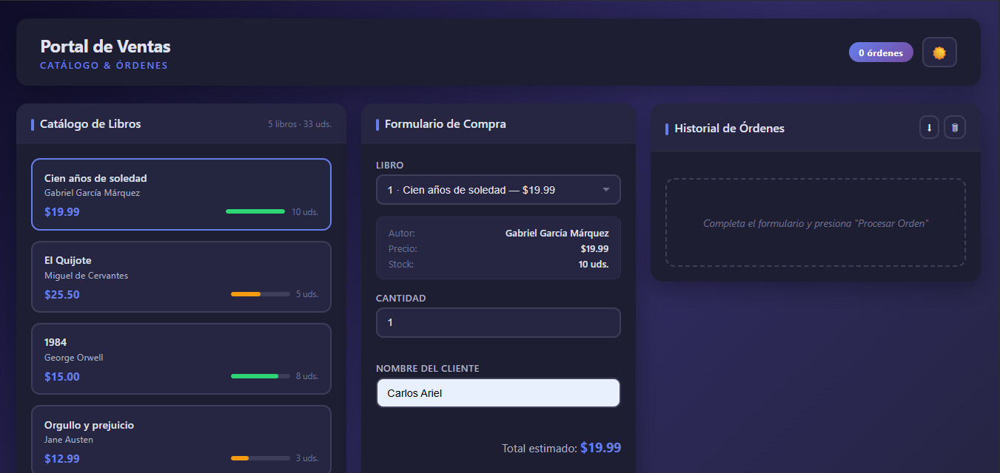 Portal de Ventas
CATÁLOGO & ÓRDENES
0 órdenes
Catálogo de Libros
5 libros · 33 uds.
Cien años de soledad
Gabriel García Márquez
$19.99
10 uds.
El Quijote
Miguel de Cervantes
$25.50
5 uds.
1984
George Orwell
$15.00
8 uds.
Orgullo y prejuicio
Jane Austen
$12.99
3 uds.
Formulario de Compra
LIBRO
1 · Cien años de soledad — $19.99
Autor: Gabriel García Márquez
Precio: $19.99
Stock: 10 uds.
CANTIDAD
1
NOMBRE DEL CLIENTE
Carlos Ariel
Total estimado: $19.99
Historial de Órdenes
Completa el formulario y presiona "Procesar Orden"